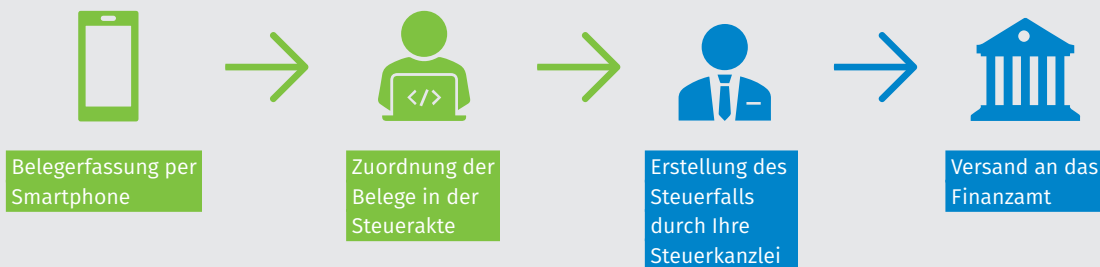 </>
Belegerfassung per
Smartphone
Zuordnung der
Belege in der
Steuerakte
Erstellung des
Steuerfalls
durch Ihre
Steuerkanzlei
Versand an das
Finanzamt